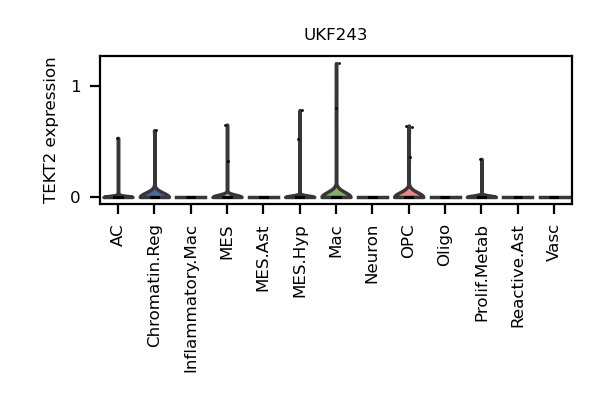 UKF243
TEKT2 expression
1
0
AC
Chromatin.Reg
Inflammatory.Mac
MES
MES.Ast
MES.Hyp
Mac
Neuron
OPC
Oligo
Prolif.Metab
Reactive.Ast
Vasc